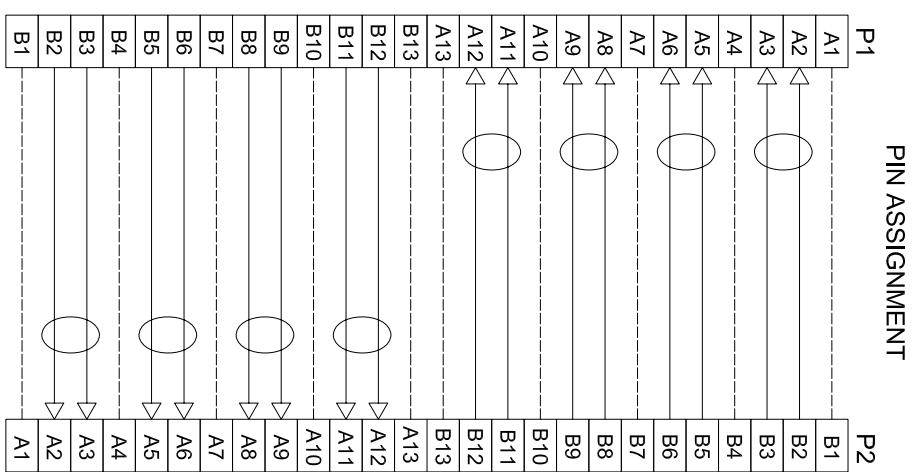 PIN ASSIGNMENT
P1 P2
A1 B1
A2 B2
A3 B3
A4 B4
A5 B5
A6 B6
A7 B7
A8 B8
A9 B9
A10 B10
A11 B11
A12 B12
A13 B13
B13 A13
B12 A12
B11 A11
B10 A10
B9 A9
B8 A8
B7 A7
B6 A6
B5 A5
B4 A4
B3 A3
B2 A2
B1 A1